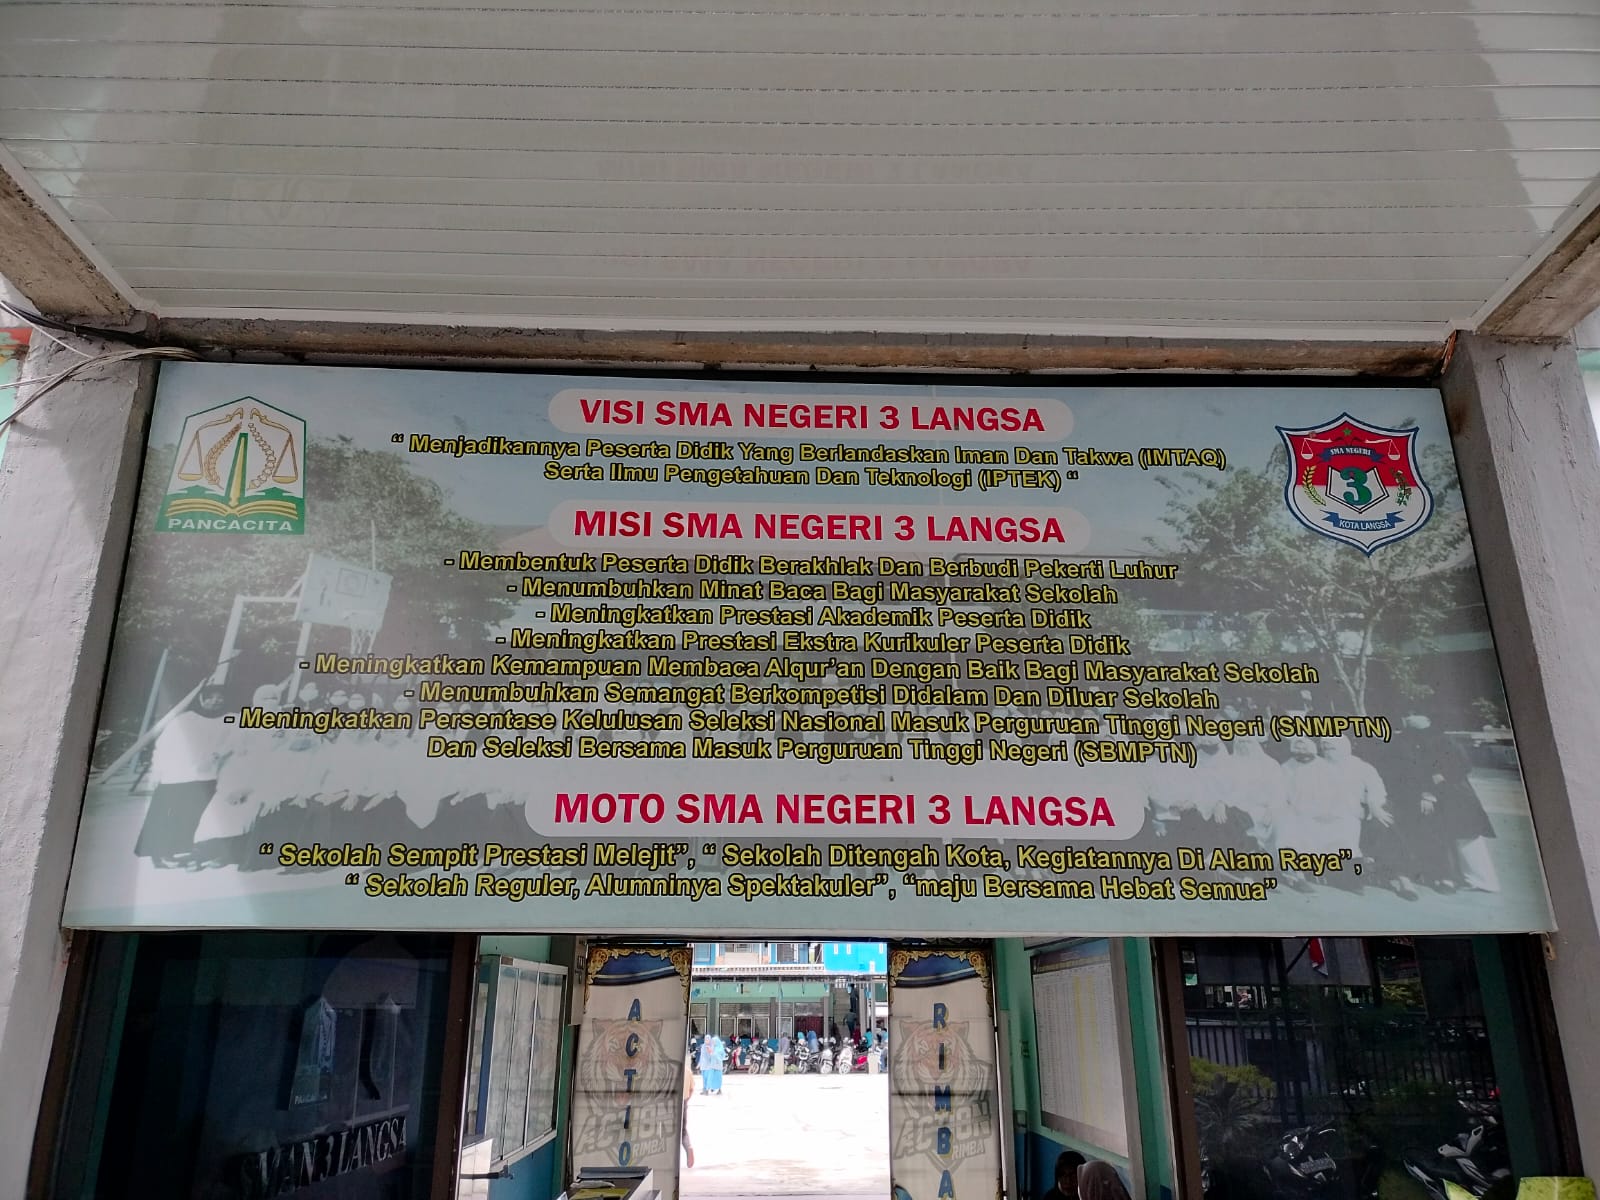 VISI SMA NEGERI 3 LANGSA
“ Menjadikannya Peserta Didik Yang Berlandaskan Iman Dan Takwa (IMTAQ)
Serta Ilmu Pengetahuan Dan Teknologi (IPTEK) “
PANCACITA
SMA NEGERI
3
KOTA LANGSA
MISI SMA NEGERI 3 LANGSA
- Membentuk Peserta Didik Berakhlak Dan Berbudi Pekerti Luhur
- Menumbuhkan Minat Baca Bagi Masyarakat Sekolah
- Meningkatkan Prestasi Akademik Peserta Didik
- Meningkatkan Prestasi Ekstra Kurikuler Peserta Didik
- Meningkatkan Kemampuan Membaca Alqur’an Dengan Baik Bagi Masyarakat Sekolah
- Menumbuhkan Semangat Berkompetisi Didalam Dan Diluar Sekolah
- Meningkatkan Persentase Kelulusan Seleksi Nasional Masuk Perguruan Tinggi Negeri (SNMPTN)
Dan Seleksi Bersama Masuk Perguruan Tinggi Negeri (SBMPTN)
MOTO SMA NEGERI 3 LANGSA
“ Sekolah Sempit Prestasi Melejit”, “ Sekolah Ditengah Kota, Kegiatannya Di Alam Raya”,
“ Sekolah Reguler, Alumninya Spektakuler”, “maju Bersama Hebat Semua”
ACTIO
ACTION
RIMBA
RIMBA
ACTION
RIMBA
PANCACITA
SMAN 3 LANGSA